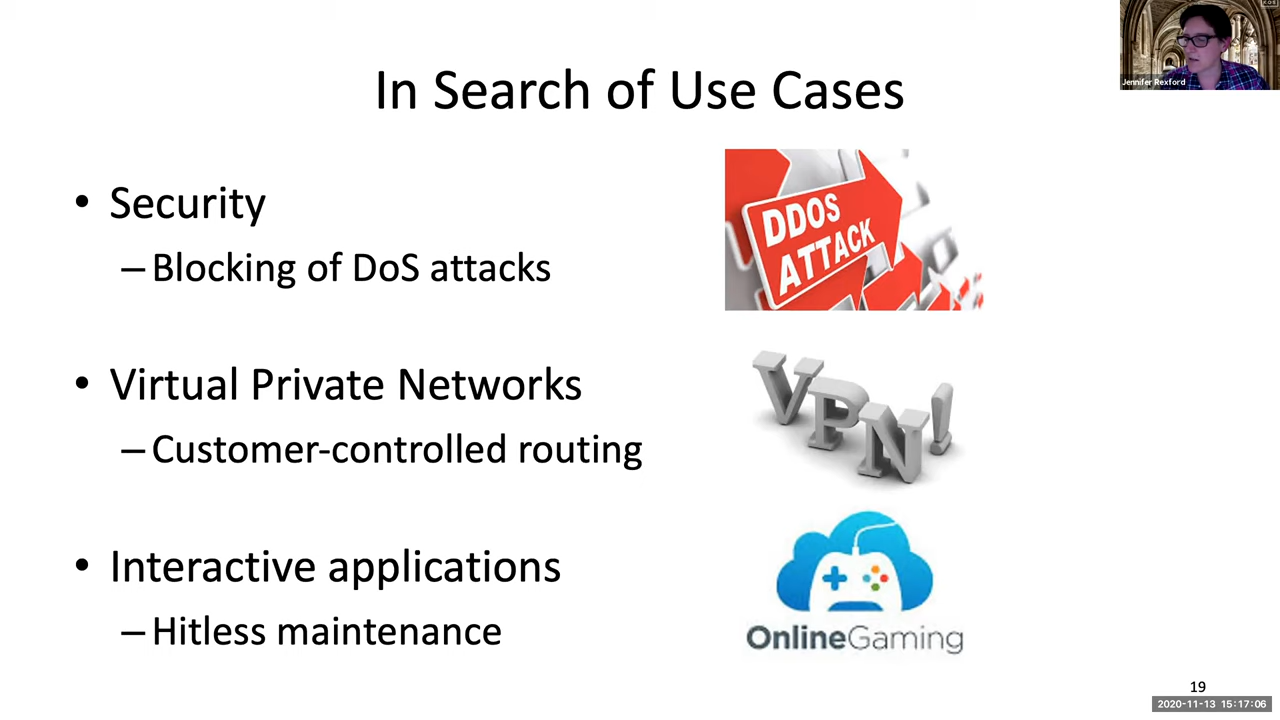 Jennifer Rexford
In Search of Use Cases
• Security
– Blocking of DoS attacks
DDOS
ATTACK
• Virtual Private Networks
– Customer-controlled routing
VPN!
• Interactive applications
– Hitless maintenance
OnlineGaming
19
2020-11-13 15:17:06